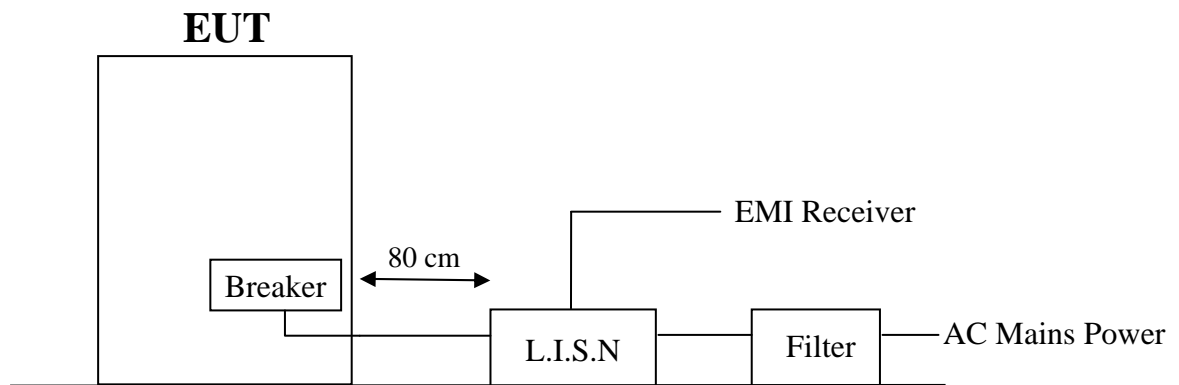 EUT
EMI Receiver
80 cm
Breaker
L.I.S.N
Filter
AC Mains Power